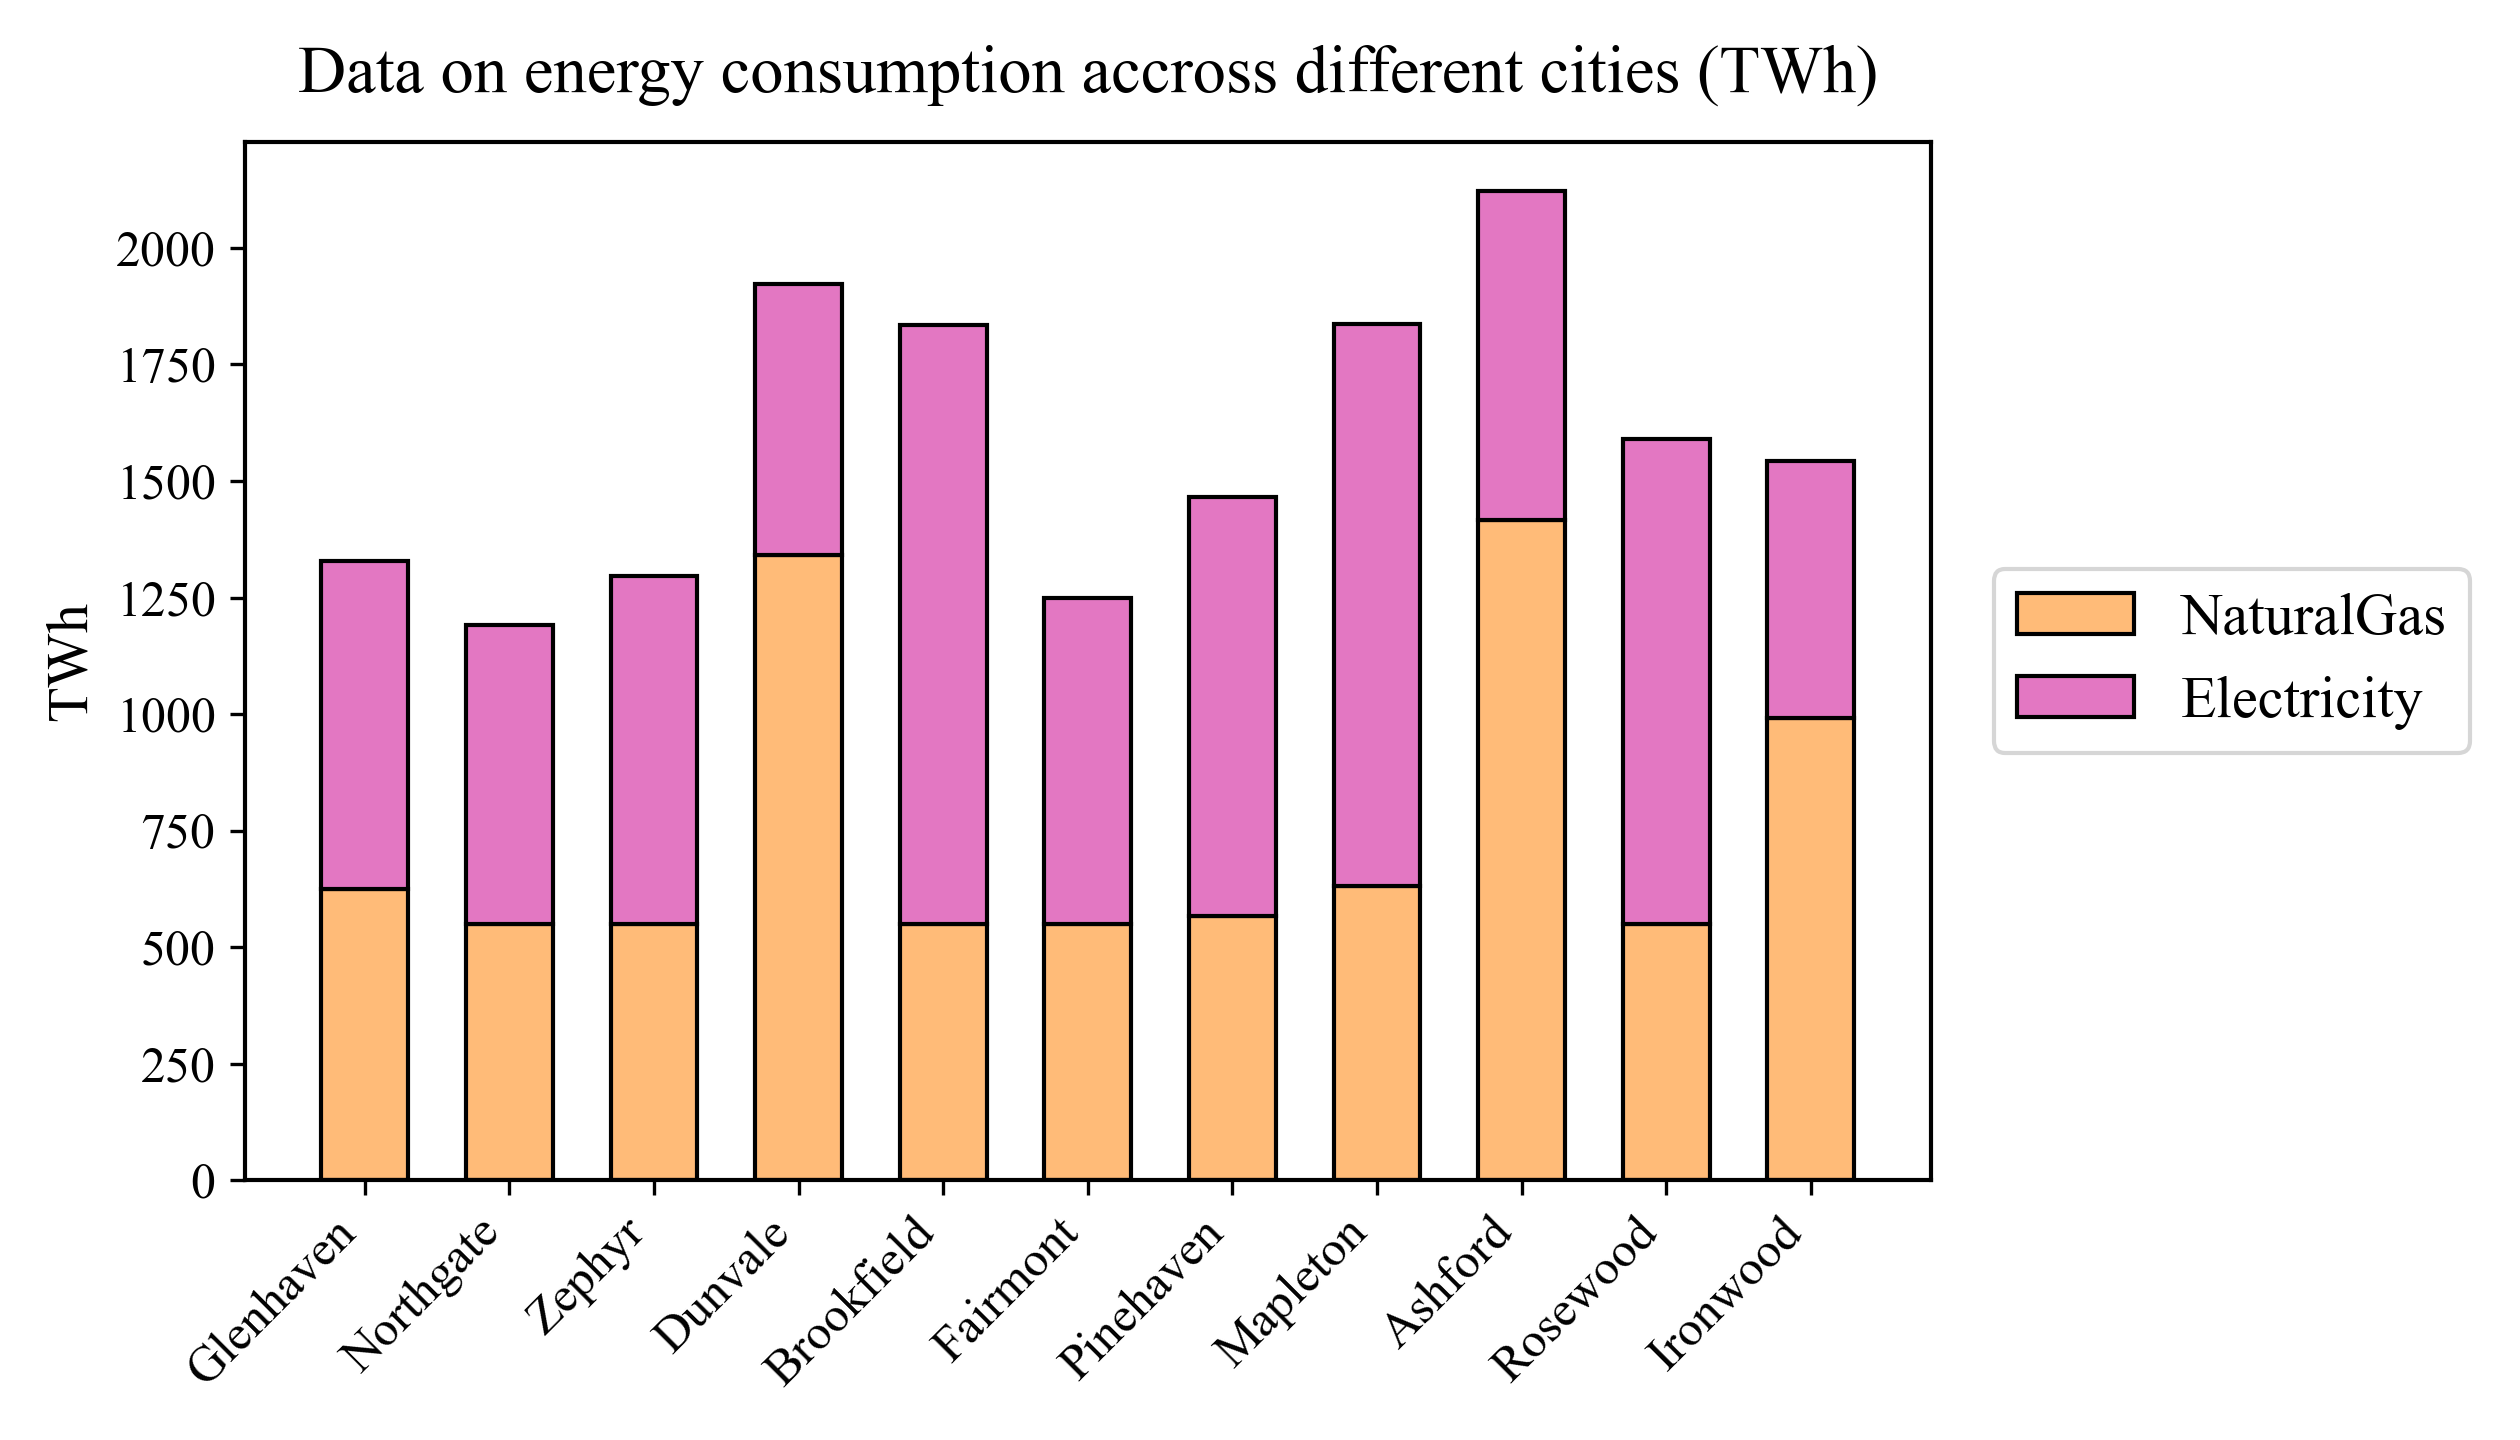 Data on energy consumption accross different cities (TWh)
TWh
2000
1750
1500
1250
1000
750
500
250
0
Glenhaven
Northgate
Zephyr
Dunvale
Brookfield
Fairmont
Pinehaven
Mapleton
Ashford
Rosewood
Ironwood
NaturalGas
Electricity